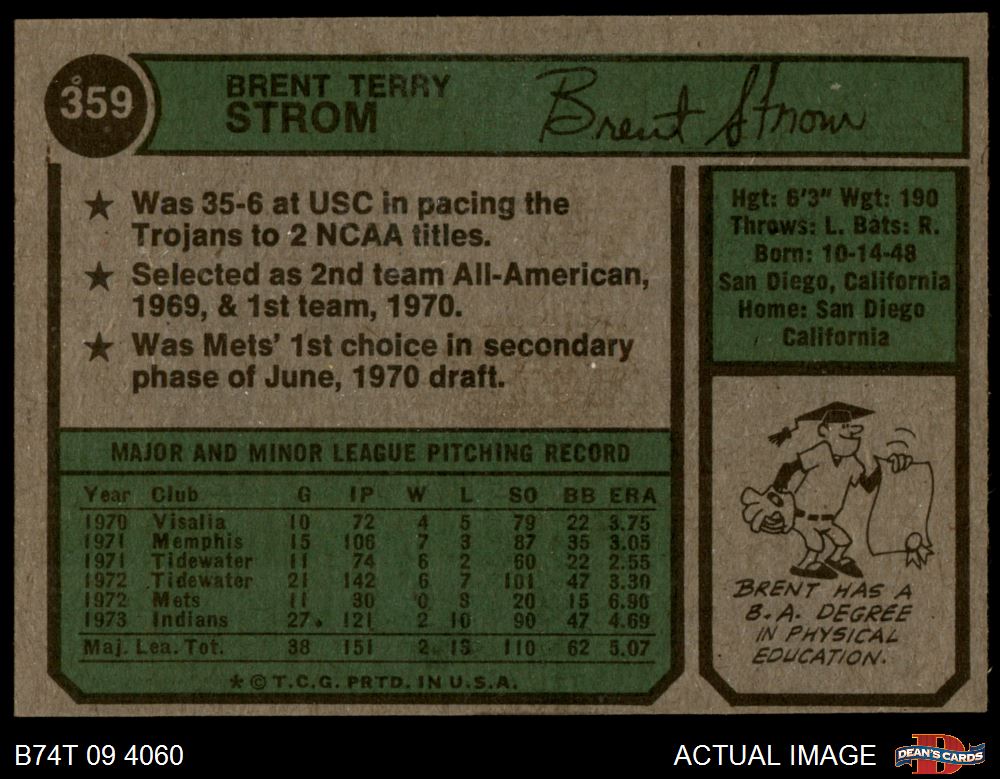 359
BRENT TERRY
STROM
Brent Strom
★ Was 35-6 at USC in pacing the
Trojans to 2 NCAA titles.
★ Selected as 2nd team All-American,
1969, & 1st team, 1970.
★ Was Mets' 1st choice in secondary
phase of June, 1970 draft.
Hgt: 6'3" Wgt: 190
Throws: L. Bats: R.
Born: 10-14-48
San Diego, California
Home: San Diego
California
MAJOR AND MINOR LEAGUE PITCHING RECORD
Year Club G IP W L SO BB ERA
1970 Visalia 10 72 4 5 79 22 3.75
1971 Memphis 15 106 7 3 87 35 3.05
1971 Tidewater 11 74 6 2 60 22 2.55
1972 Tidewater 21 142 6 7 101 47 3.30
1972 Mets 11 30 0 3 20 15 6.90
1973 Indians 27 121 2 10 90 47 4.69
Maj. Lea. Tot. 38 151 2 13 110 62 5.07
★ © T.C.G. PRTD. IN U.S.A.
BRENT HAS A
B.A. DEGREE
IN PHYSICAL
EDUCATION.
B74T 09 4060
ACTUAL IMAGE
DEAN'S CARDS